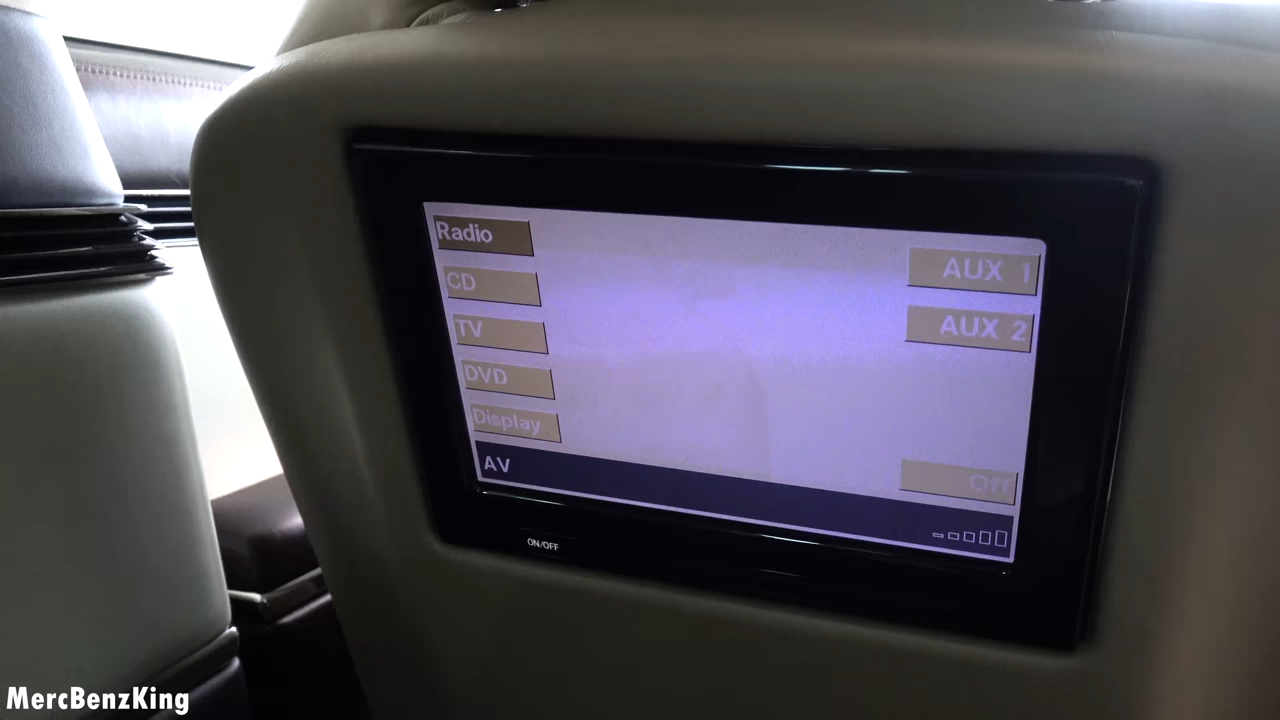 Radio
CD
TV
DVD
Display
AUX 1
AUX 2
Off
AV
ON/OFF
MercBenzKing